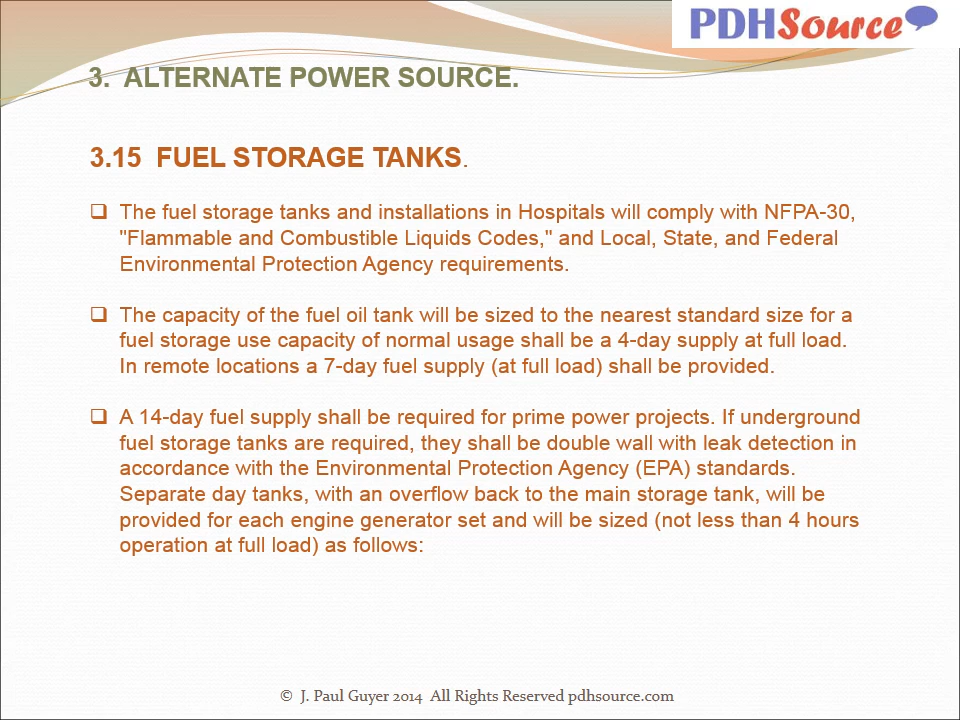 PDHSource
3.  ALTERNATE POWER SOURCE.
3.15  FUEL STORAGE TANKS.
❑ The fuel storage tanks and installations in Hospitals will comply with NFPA-30,
"Flammable and Combustible Liquids Codes," and Local, State, and Federal
Environmental Protection Agency requirements.
❑ The capacity of the fuel oil tank will be sized to the nearest standard size for a
fuel storage use capacity of normal usage shall be a 4-day supply at full load.
In remote locations a 7-day fuel supply (at full load) shall be provided.
❑ A 14-day fuel supply shall be required for prime power projects. If underground
fuel storage tanks are required, they shall be double wall with leak detection in
accordance with the Environmental Protection Agency (EPA) standards.
Separate day tanks, with an overflow back to the main storage tank, will be
provided for each engine generator set and will be sized (not less than 4 hours
operation at full load) as follows:
©  J. Paul Guyer 2014  All Rights Reserved pdhsource.com